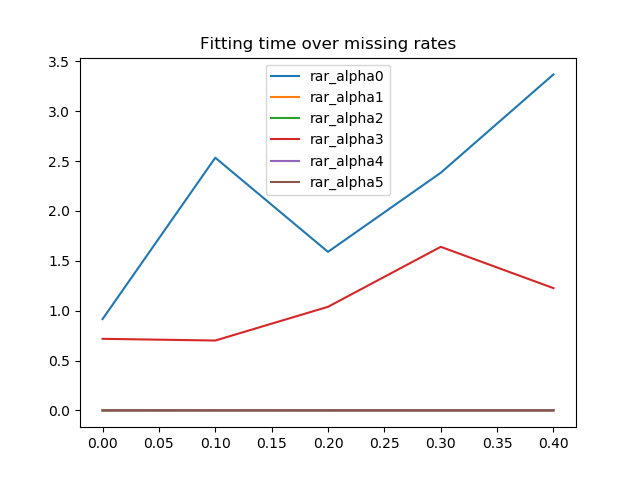 Fitting time over missing rates
3.5
3.0
2.5
2.0
1.5
1.0
0.5
0.0
rar_alpha0
rar_alpha1
rar_alpha2
rar_alpha3
rar_alpha4
rar_alpha5
0.00 0.05 0.10 0.15 0.20 0.25 0.30 0.35 0.40